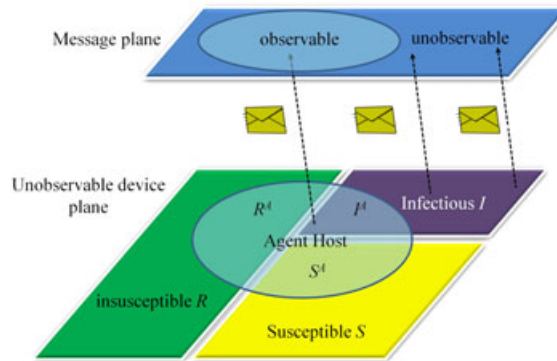 Message plane
observable
unobservable
Unobservable device
plane
R^A
I^A
Infectious I
Agent Host
S^A
insusceptible R
Susceptible S